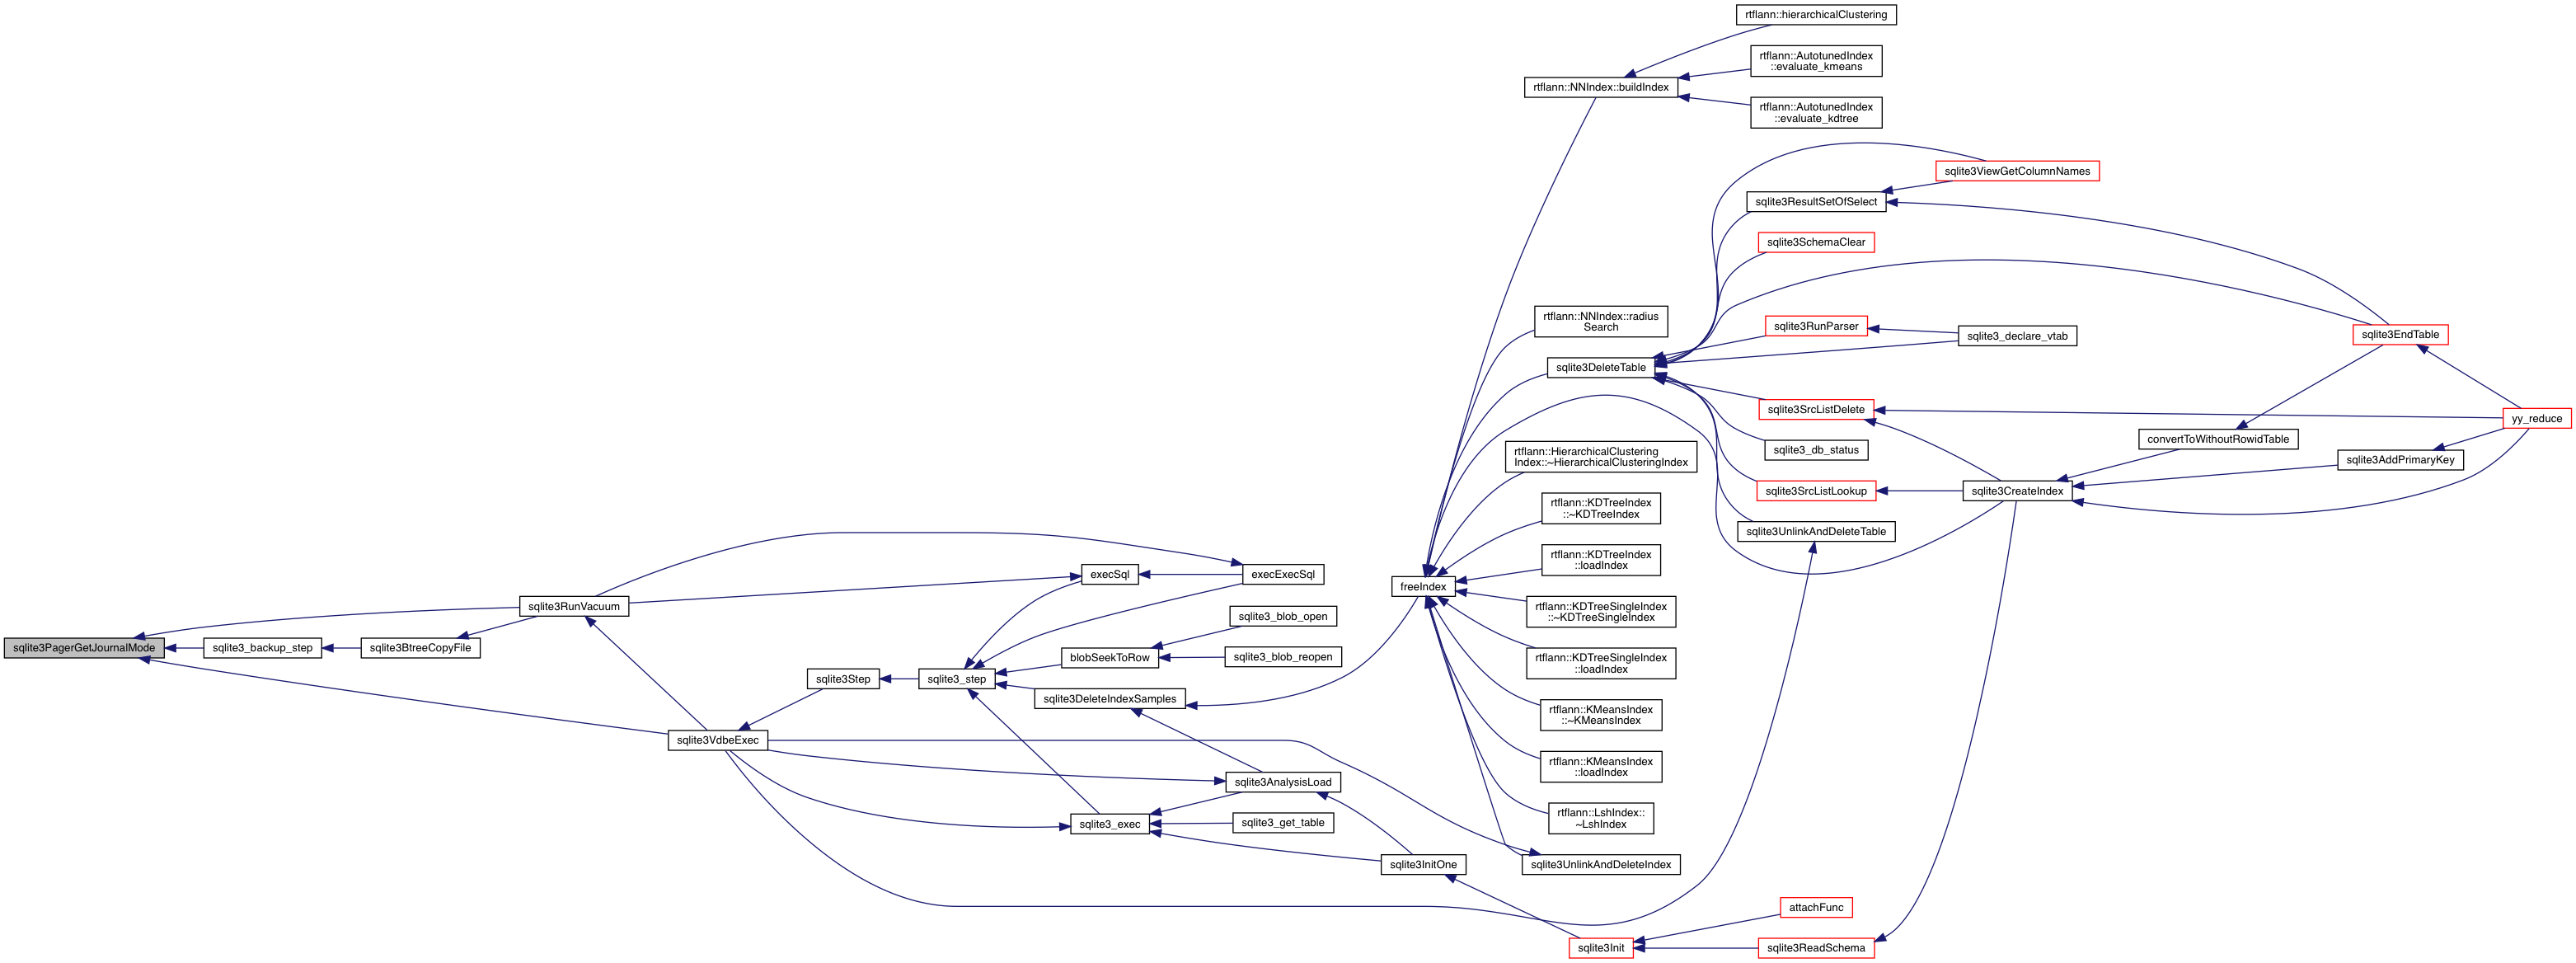 sqlite3PagerGetJournalMode
sqlite3RunVacuum
sqlite3_backup_step
sqlite3BtreeCopyFile
sqlite3VdbeExec
sqlite3Step
sqlite3_step
execSql
execExecSql
blobSeekToRow
sqlite3_blob_open
sqlite3_blob_reopen
sqlite3DeleteIndexSamples
sqlite3AnalysisLoad
sqlite3_exec
sqlite3_get_table
sqlite3InitOne
freeIndex
rtflann::NNIndex::buildIndex
rtflann::hierarchicalClustering
rtflann::AutotunedIndex
::evaluate_kmeans
rtflann::AutotunedIndex
::evaluate_kdtree
rtflann::NNIndex::radius
Search
sqlite3DeleteTable
rtflann::HierarchicalClustering
Index::~HierarchicalClusteringIndex
rtflann::KDTreeIndex
::~KDTreeIndex
rtflann::KDTreeIndex
::loadIndex
rtflann::KDTreeSingleIndex
::~KDTreeSingleIndex
rtflann::KDTreeSingleIndex
::loadIndex
rtflann::KMeansIndex
::~KMeansIndex
rtflann::KMeansIndex
::loadIndex
rtflann::LshIndex::
~LshIndex
sqlite3UnlinkAndDeleteIndex
sqlite3Init
attachFunc
sqlite3ReadSchema
sqlite3ViewGetColumnNames
sqlite3ResultSetOfSelect
sqlite3SchemaClear
sqlite3RunParser
sqlite3_declare_vtab
sqlite3SrcListDelete
sqlite3_db_status
sqlite3SrcListLookup
sqlite3UnlinkAndDeleteTable
sqlite3CreateIndex
convertToWithoutRowidTable
sqlite3AddPrimaryKey
sqlite3EndTable
yy_reduce